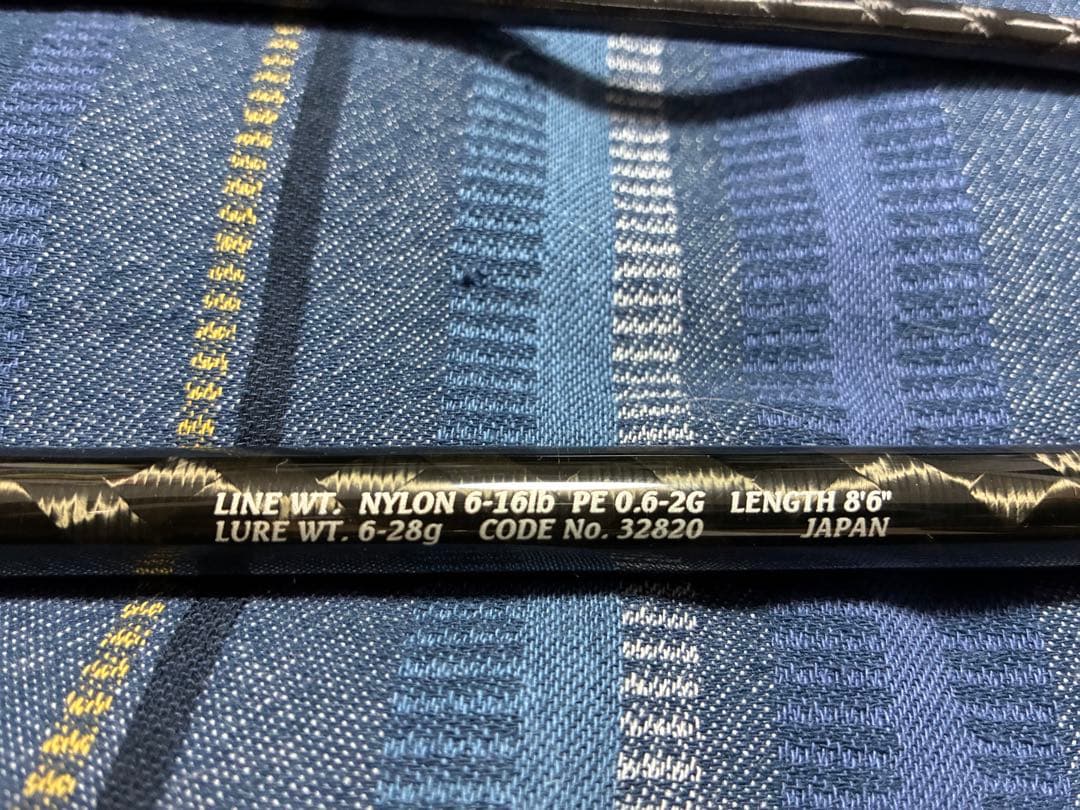 LINE WT. NYLON 6-16lb PE 0.6-2G LENGTH 8'6"
LURE WT. 6-28g CODE No. 32820 JAPAN